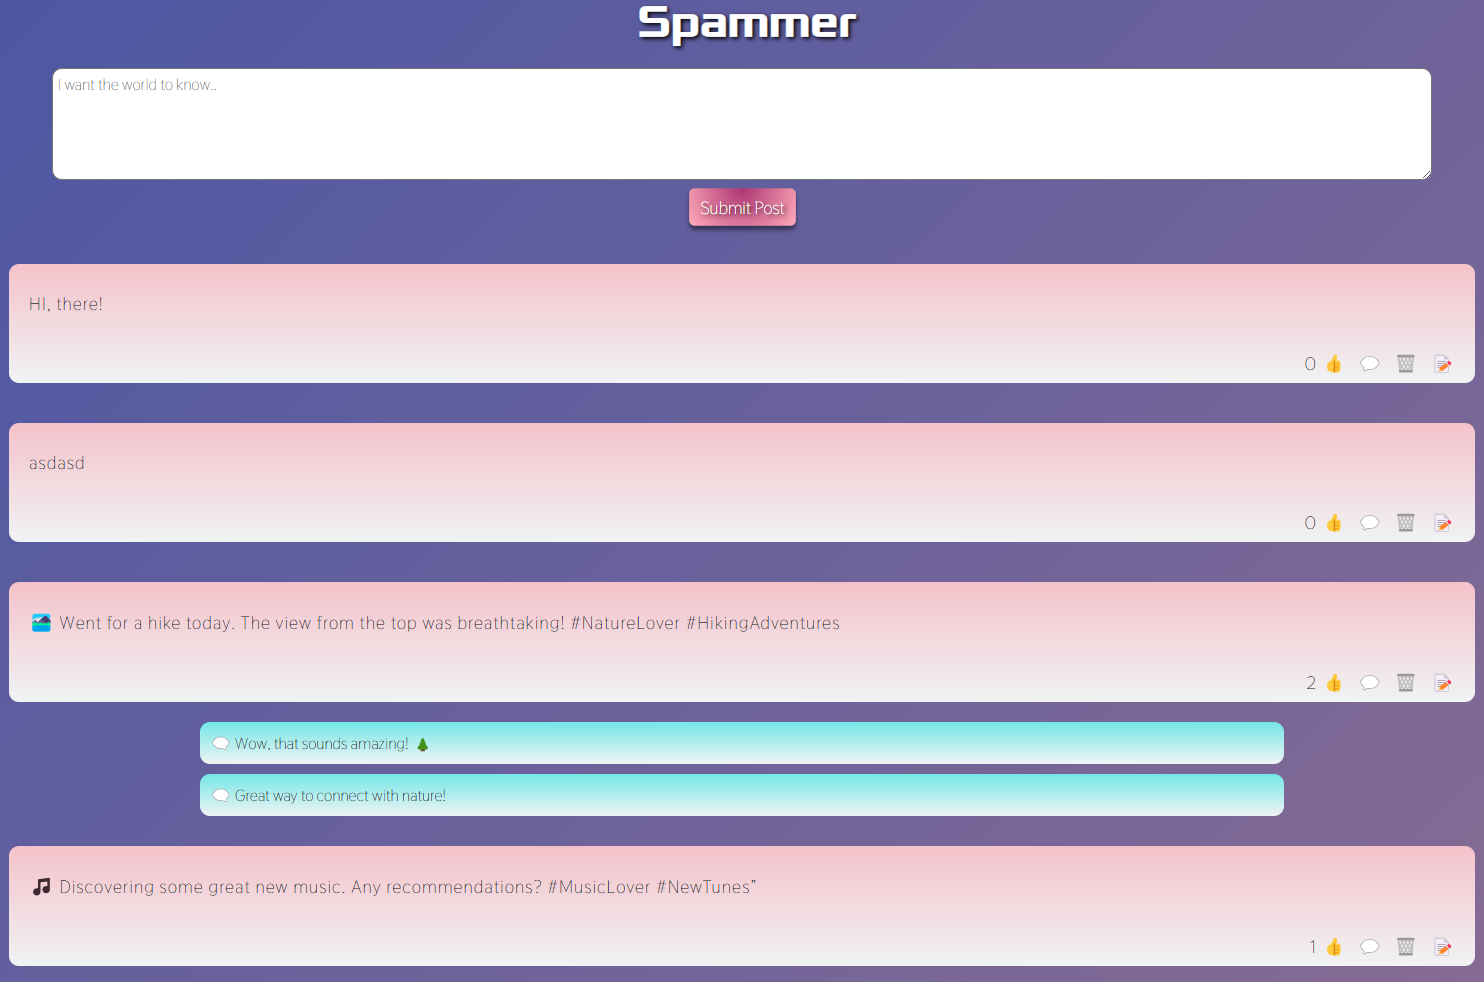 Spammer
I want the world to know..
Submit Post
HI, there!
0
asdasd
0
Went for a hike today. The view from the top was breathtaking! #NatureLover #HikingAdventures
2
Wow, that sounds amazing! 🌲
Great way to connect with nature!
🎵 Discovering some great new music. Any recommendations? #MusicLover #NewTunes"
1